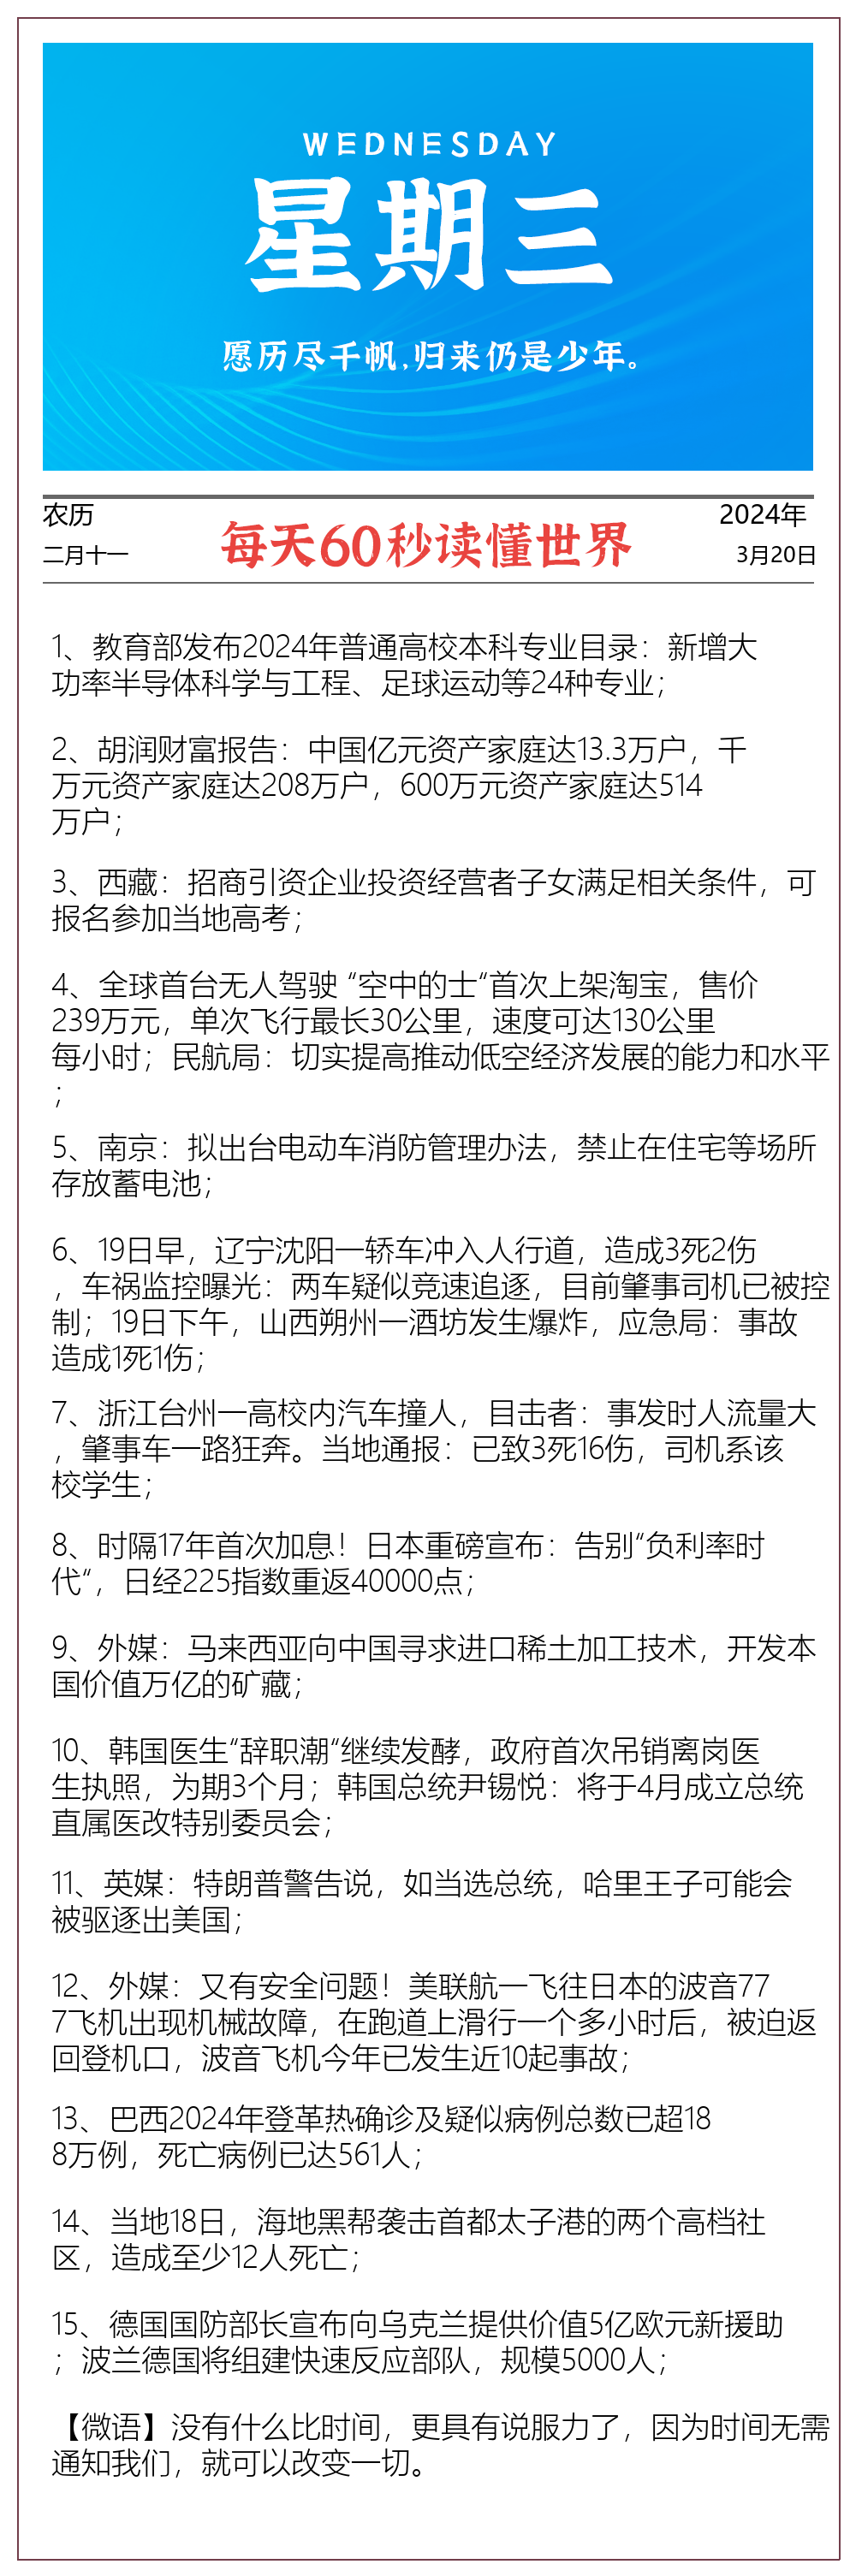 WEDNESDAY
星期三
愿历尽千帆,归来仍是少年。
农历
二月十一
每天60秒读懂世界
2024年
3月20日
1、教育部发布2024年普通高校本科专业目录：新增大
功率半导体科学与工程、足球运动等24种专业；
2、胡润财富报告：中国亿元资产家庭达13.3万户，千
万元资产家庭达208万户，600万元资产家庭达514
万户；
3、西藏：招商引资企业投资经营者子女满足相关条件，可
报名参加当地高考；
4、全球首台无人驾驶 “空中的士“首次上架淘宝，售价
239万元，单次飞行最长30公里，速度可达130公里
每小时；民航局：切实提高推动低空经济发展的能力和水平
；
5、南京：拟出台电动车消防管理办法，禁止在住宅等场所
存放蓄电池；
6、19日早，辽宁沈阳一轿车冲入人行道，造成3死2伤
，车祸监控曝光：两车疑似竞速追逐，目前肇事司机已被控
制；19日下午，山西朔州一酒坊发生爆炸，应急局：事故
造成1死1伤；
7、浙江台州一高校内汽车撞人，目击者：事发时人流量大
，肇事车一路狂奔。当地通报：已致3死16伤，司机系该
校学生；
8、时隔17年首次加息！日本重磅宣布：告别“负利率时
代“，日经225指数重返40000点；
9、外媒：马来西亚向中国寻求进口稀土加工技术，开发本
国价值万亿的矿藏；
10、韩国医生“辞职潮“继续发酵，政府首次吊销离岗医
生执照，为期3个月；韩国总统尹锡悦：将于4月成立总统
直属医改特别委员会；
11、英媒：特朗普警告说，如当选总统，哈里王子可能会
被驱逐出美国；
12、外媒：又有安全问题！美联航一飞往日本的波音77
7飞机出现机械故障，在跑道上滑行一个多小时后，被迫返
回登机口，波音飞机今年已发生近10起事故；
13、巴西2024年登革热确诊及疑似病例总数已超18
8万例，死亡病例已达561人；
14、当地18日，海地黑帮袭击首都太子港的两个高档社
区，造成至少12人死亡；
15、德国国防部长宣布向乌克兰提供价值5亿欧元新援助
；波兰德国将组建快速反应部队，规模5000人；
【微语】没有什么比时间，更具有说服力了，因为时间无需
通知我们，就可以改变一切。